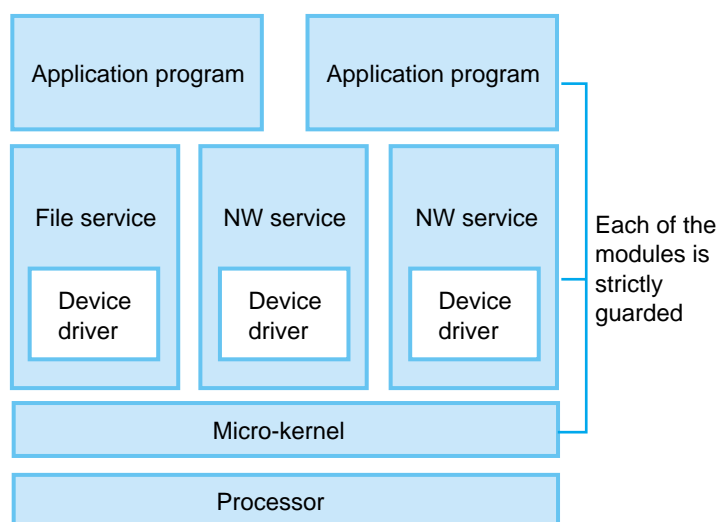 Application program
Application program
File service
NW service
NW service
Device
driver
Device
driver
Device
driver
Each of the
modules is
strictly
guarded
Micro-kernel
Processor